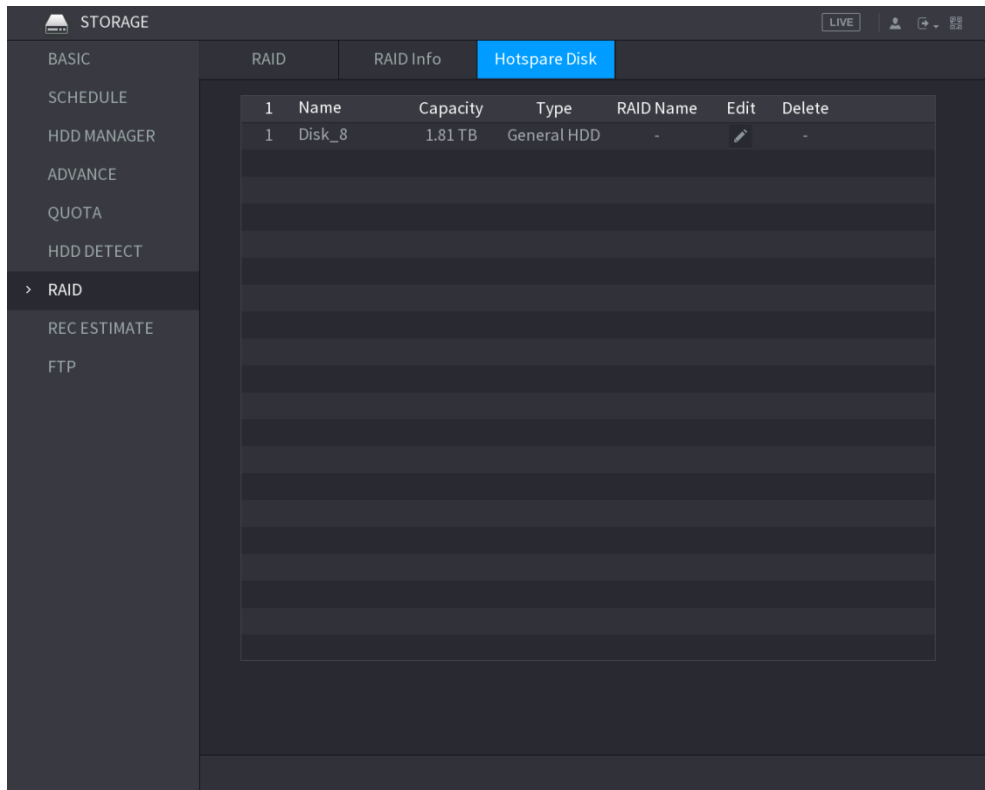 STORAGE LIVE
BASIC
SCHEDULE
HDD MANAGER
ADVANCE
QUOTA
HDD DETECT
> RAID
REC ESTIMATE
FTP
RAID RAID Info Hotspare Disk
1 Name Capacity Type RAID Name Edit Delete
1 Disk_8 1.81 TB General HDD - -